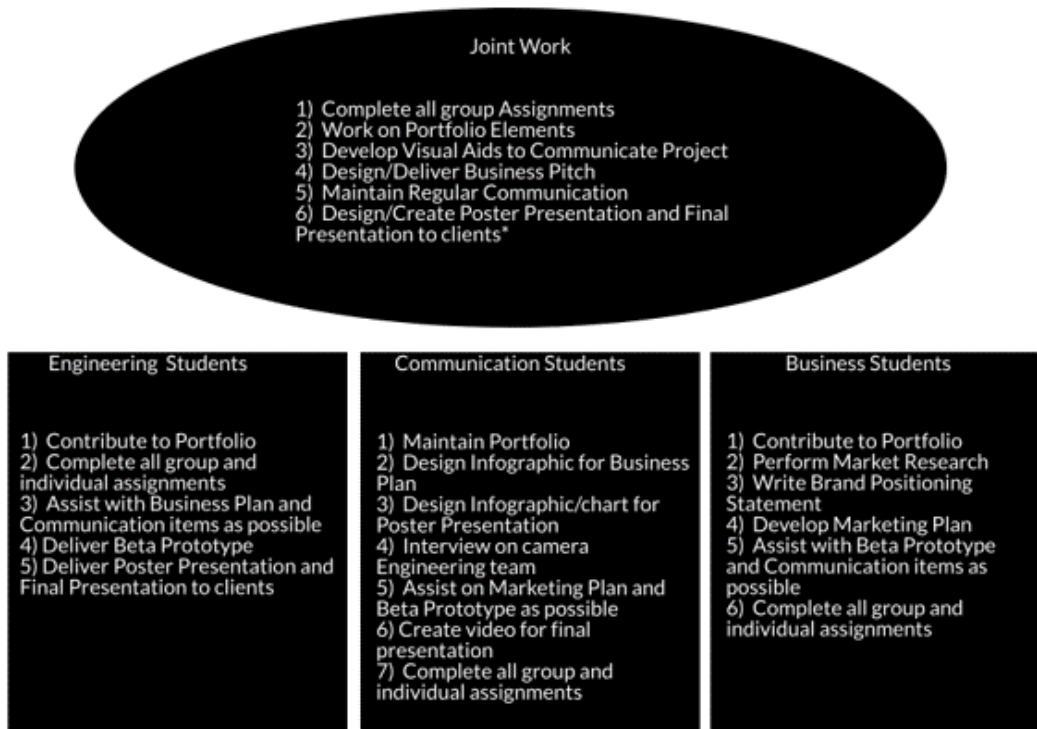 Joint Work
1) Complete all group Assignments
2) Work on Portfolio Elements
3) Develop Visual Aids to Communicate Project
4) Design/Deliver Business Pitch
5) Maintain Regular Communication
6) Design/Create Poster Presentation and Final
Presentation to clients*
Engineering Students
1) Contribute to Portfolio
2) Complete all group and
individual assignments
3) Assist with Business Plan and
Communication items as possible
4) Deliver Beta Prototype
5) Deliver Poster Presentation and
Final Presentation to clients
Communication Students
1) Maintain Portfolio
2) Design Infographic for Business
Plan
3) Design Infographic/chart for
Poster Presentation
4) Interview on camera
Engineering team
5) Assist on Marketing Plan and
Beta Prototype as possible
6) Create video for final
presentation
7) Complete all group and
individual assignments
Business Students
1) Contribute to Portfolio
2) Perform Market Research
3) Write Brand Positioning
Statement
4) Develop Marketing Plan
5) Assist with Beta Prototype
and Communication items as
possible
6) Complete all group and
individual assignments